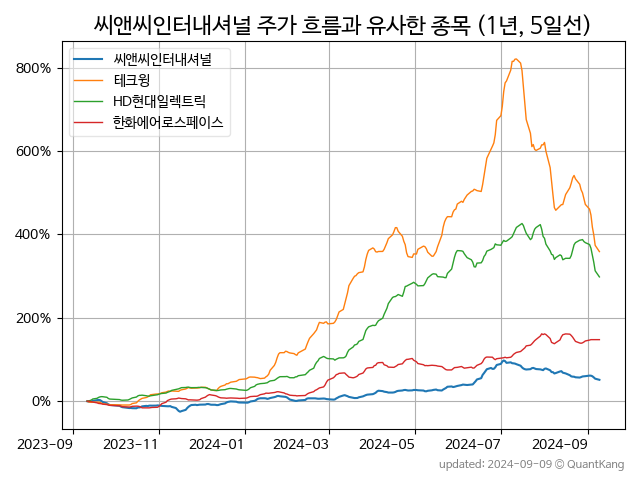 씨앤씨인터내셔널 주가 흐름과 유사한 종목 (1년, 5일선)
씨앤씨인터내셔널
테크윙
HD현대일렉트릭
한화에어로스페이스
800%
600%
400%
200%
0%
2023-09 2023-11 2024-01 2024-03 2024-05 2024-07 2024-09
updated: 2024-09-09 © QuantKang